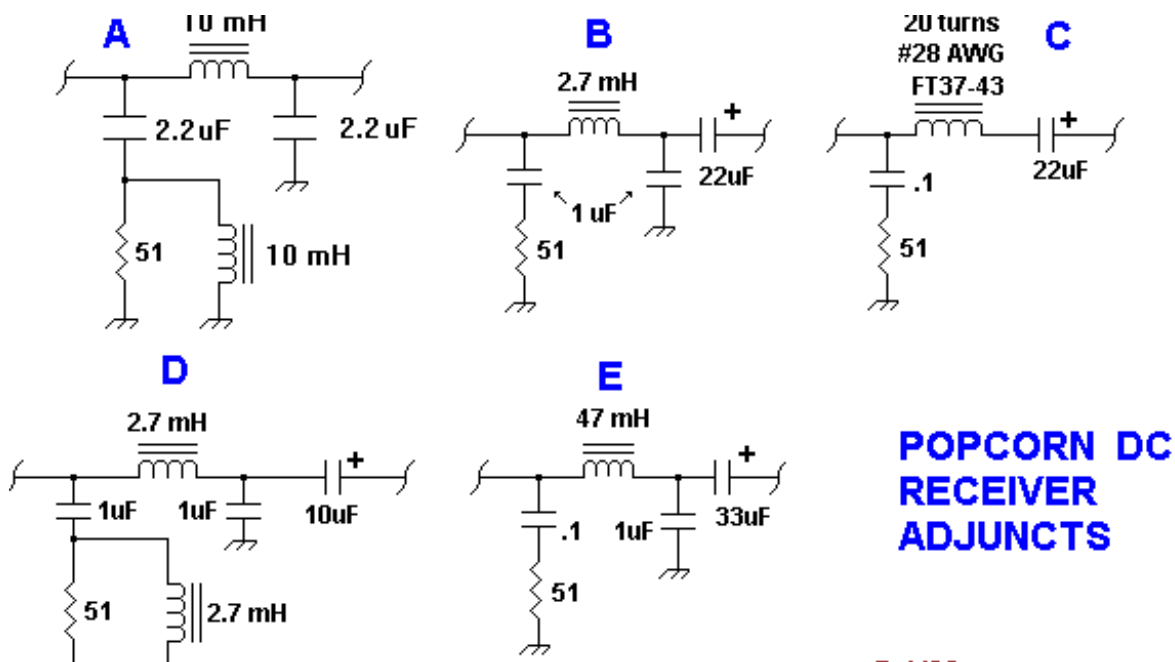 A
10 mH
2.2 uF
2.2 uF
51
10 mH
B
2.7 mH
+
22uF
1 uF
51
20 turns
#28 AWG
FT37-43
C
+
22uF
.1
51
D
2.7 mH
+
1uF
1uF
10uF
51
2.7 mH
E
47 mH
+
.1
1uF
33uF
51
POPCORN DC
RECEIVER
ADJUNCTS